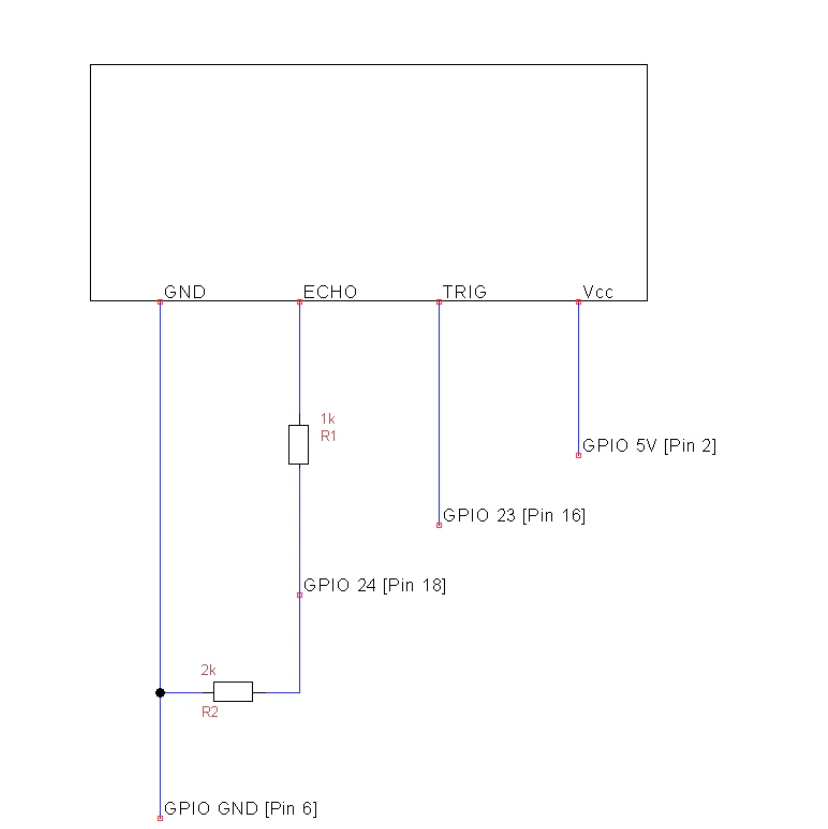 GND
ECHO
TRIG
Vcc
1k
R1
GPIO 5V [Pin 2]
GPIO 23 [Pin 16]
GPIO 24 [Pin 18]
2k
R2
GPIO GND [Pin 6]